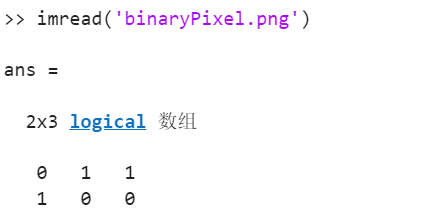 >> imread('binaryPixel.png')
ans =
2x3 logical 数组
0 1 1
1 0 0